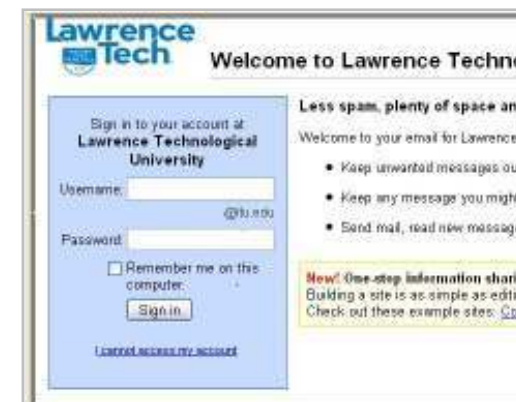 Lawrence
Tech
Welcome to Lawrence Techno
Sign in to your account at
Lawrence Technological
University
Username:
@ltu.edu
Password:
Remember me on this
computer.
Sign in
I cannot access my account
Less spam, plenty of space an
Welcome to your email for Lawrence
Keep unwanted messages ou
Keep any message you might
Send mail, read new messag
New! One-step information shari
Building a site is as simple as editi
Check out these example sites: Co